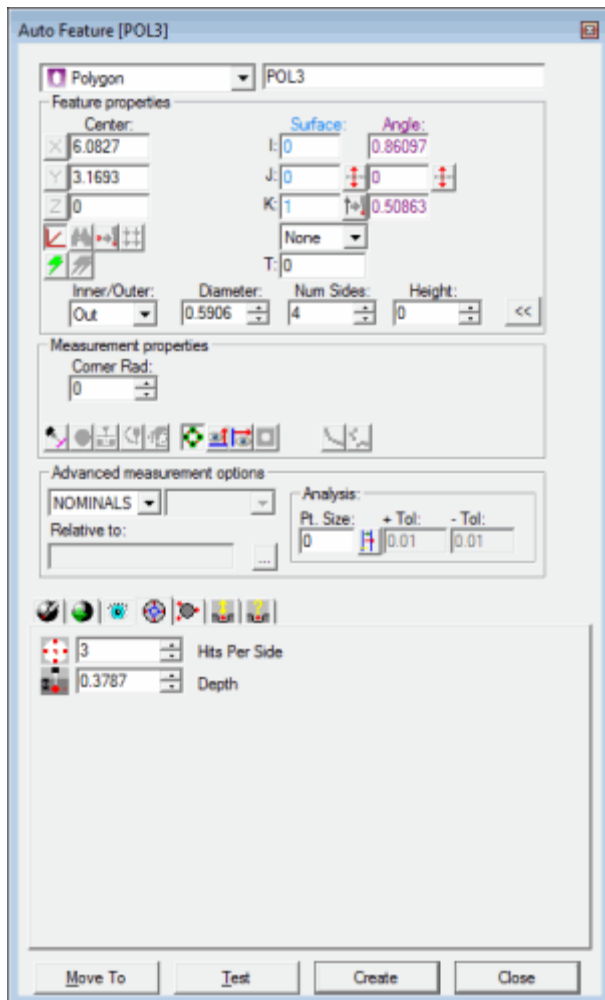 Auto Feature [POL3]
Polygon POL3
Feature properties
Center: Surface: Angle:
X 6.0827 I: 0 0.86097
Y 3.1693 J: 0 0
Z 0 K: 1 0.50863
None
T: 0
Inner/Outer: Diameter: Num Sides: Height:
Out 0.5906 4 0 <<
Measurement properties
Corner Rad:
0
Advanced measurement options
NOMINALS Analysis:
Pt. Size: + Tol: - Tol:
Relative to: 0 0.01 0.01
...
3 Hits Per Side
0.3787 Depth
Move To Test Create Close